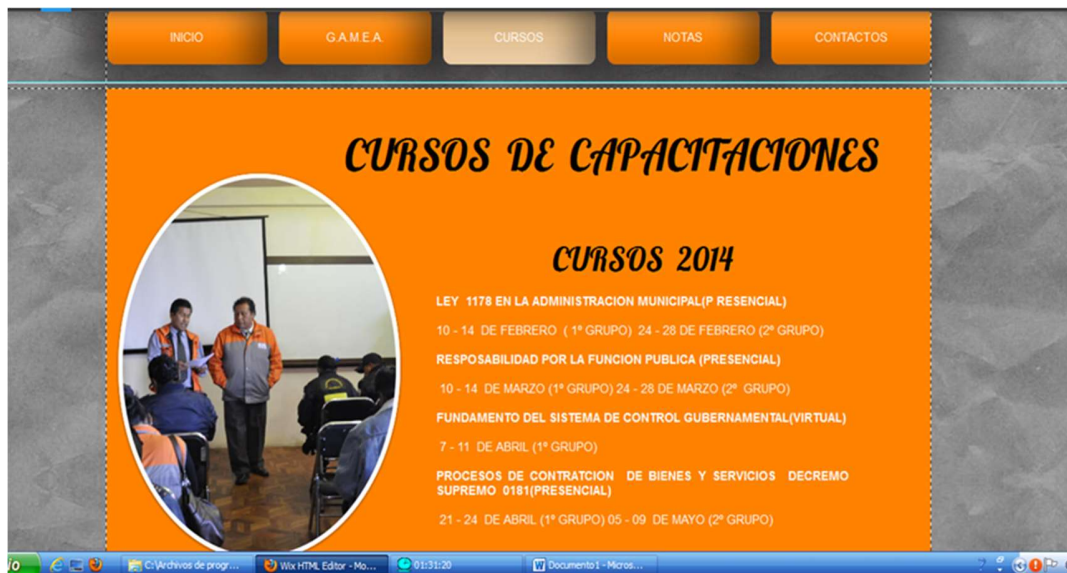 INICIO
G.A.M.E.A.
CURSOS
NOTAS
CONTACTOS
CURSOS DE CAPACITACIONES
CURSOS 2014
LEY 1178 EN LA ADMINISTRACION MUNICIPAL(P RESENCIAL)
10 - 14 DE FEBRERO ( 1º GRUPO) 24 - 28 DE FEBRERO (2º GRUPO)
RESPOSABILIDAD POR LA FUNCION PUBLICA (PRESENCIAL)
10 - 14 DE MARZO (1º GRUPO) 24 - 28 DE MARZO (2º GRUPO)
FUNDAMENTO DEL SISTEMA DE CONTROL GUBERNAMENTAL(VIRTUAL)
7 - 11 DE ABRIL (1º GRUPO)
PROCESOS DE CONTRATCION DE BIENES Y SERVICIOS DECREMO
SUPREMO 0181(PRESENCIAL)
21 - 24 DE ABRIL (1º GRUPO) 05 - 09 DE MAYO (2º GRUPO)
io
C:\Archivos de progr...
Wix HTML Editor - Mo...
01:31:20
Documento1 - Micros...